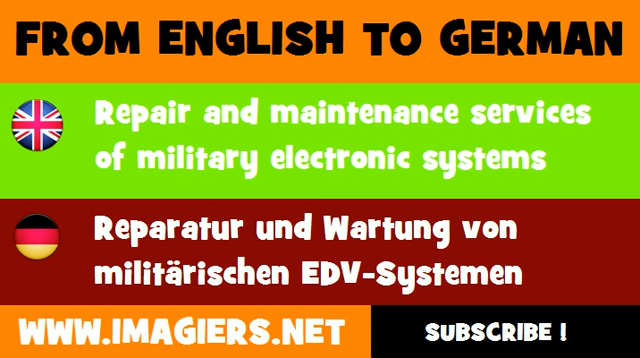 FROM ENGLISH TO GERMAN
Repair and maintenance services
of military electronic systems
Reparatur und Wartung von
militärischen EDV-Systemen
WWW.IMAGIERS.NET
SUBSCRIBE !